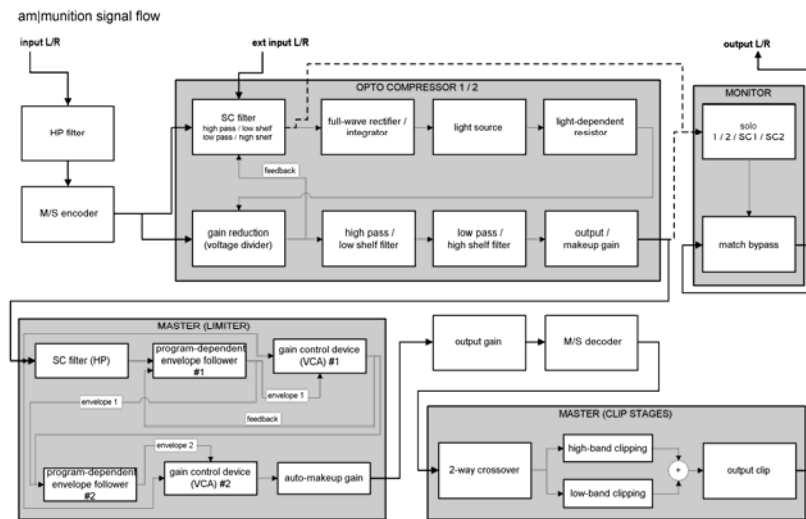 am|munition signal flow
input L/R
ext input L/R
output L/R
OPTO COMPRESSOR 1 / 2
MONITOR
HP filter
SC filter
high pass / low shelf
low pass / high shelf
full-wave rectifier /
integrator
light source
light-dependent
resistor
solo
1 / 2 / SC1 / SC2
feedback
M/S encoder
gain reduction
(voltage divider)
high pass /
low shelf filter
low pass /
high shelf filter
output /
makeup gain
match bypass
MASTER (LIMITER)
SC filter (HP)
program-dependent
envelope follower
#1
gain control device
(VCA) #1
output gain
M/S decoder
envelope 1
envelope 1
feedback
MASTER (CLIP STAGES)
envelope 2
program-dependent
envelope follower
#2
gain control device
(VCA) #2
auto-makeup gain
2-way crossover
high-band clipping
low-band clipping
+
output clip